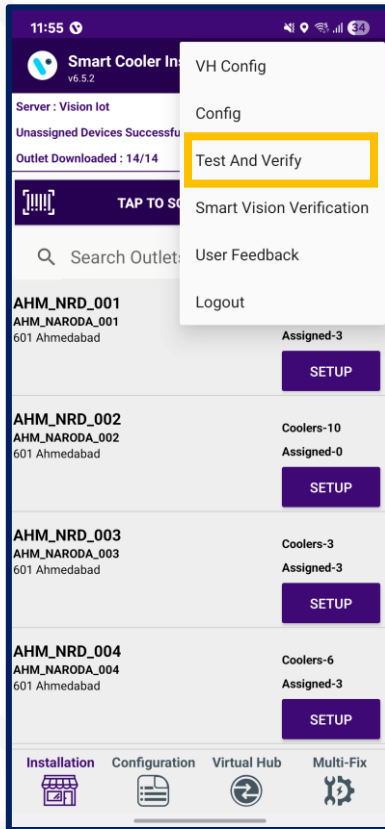 11:55
34
Smart Cooler In
v6.5.2
Server : Vision Iot
Unassigned Devices Successfu
Outlet Downloaded : 14/14
VH Config
Config
Test And Verify
Smart Vision Verification
User Feedback
Logout
TAP TO SC
Search Outlet
AHM_NRD_001
AHM_NARODA_001
601 Ahmedabad
Assigned-3
SETUP
AHM_NRD_002
AHM_NARODA_002
601 Ahmedabad
Coolers-10
Assigned-0
SETUP
AHM_NRD_003
AHM_NARODA_003
601 Ahmedabad
Coolers-3
Assigned-3
SETUP
AHM_NRD_004
AHM_NARODA_004
601 Ahmedabad
Coolers-6
Assigned-3
SETUP
Installation Configuration Virtual Hub Multi-Fix